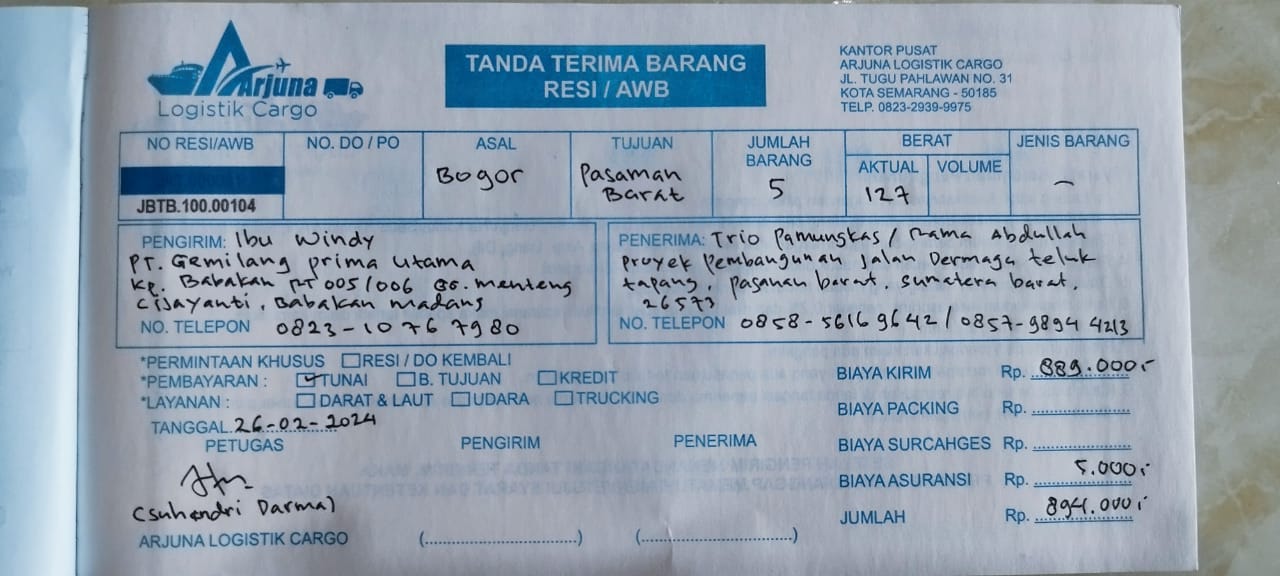 Arjuna
Logistik Cargo
TANDA TERIMA BARANG
RESI / AWB
KANTOR PUSAT
ARJUNA LOGISTIK CARGO
JL. TUGU PAHLAWAN NO. 31
KOTA SEMARANG - 50185
TELP. 0823-2939-9975
NO RESI/AWB NO. DO / PO ASAL TUJUAN JUMLAH BARANG BERAT JENIS BARANG
AKTUAL VOLUME
JBTB.100.00104 Bogor Pasaman Barat 5 127 -
PENGIRIM: Ibu Windy
PT. Gemilang prima utama
Kp. Babakan RT 005/006 menteng
Cijayanti, Babakan madang
NO. TELEPON 0823-1076 7980
PENERIMA: Trio Pamungkas / Mama Abdullah
Proyek Pembangunan Jalan Dermaga teluk
tapang, pasaman barat. sumatera barat.
26573
NO. TELEPON 0858-5616 9642 / 0857-9894 4213
*PERMINTAAN KHUSUS RESI / DO KEMBALI
*PEMBAYARAN : TUNAI B. TUJUAN KREDIT
*LAYANAN : DARAT & LAUT UDARA TRUCKING
TANGGAL 26-02-2024
PETUGAS PENGIRIM PENERIMA
(Suhendri Darma)
ARJUNA LOGISTIK CARGO (..........................) (..........................)
BIAYA KIRIM Rp. 889.000,-
BIAYA PACKING Rp.
BIAYA SURCAHGES Rp.
BIAYA ASURANSI Rp. 5.000,-
JUMLAH Rp. 894.000,-